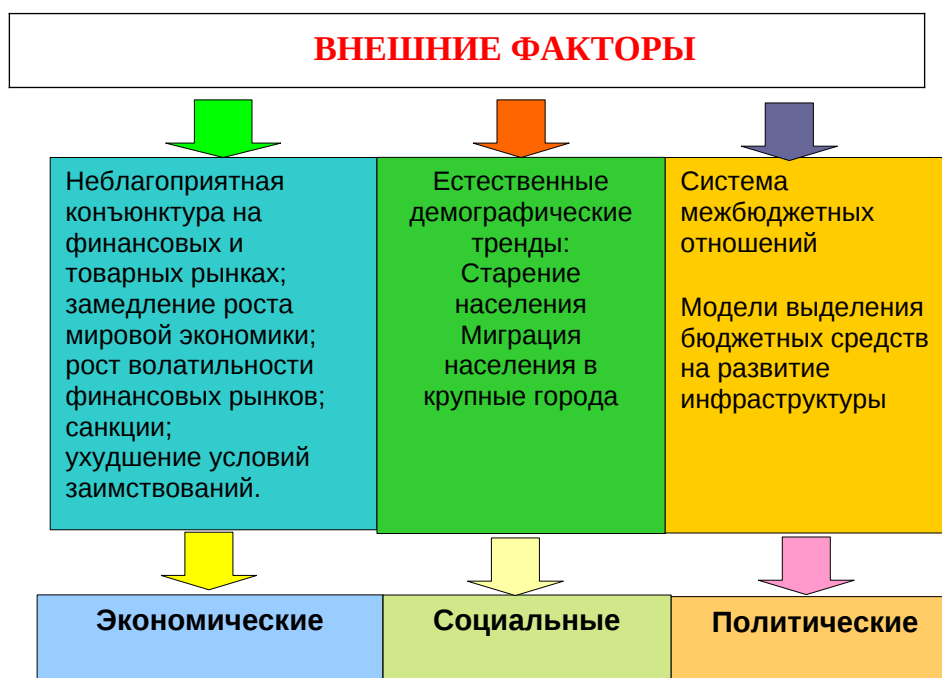 ВНЕШНИЕ ФАКТОРЫ
Неблагоприятная
конъюнктура на
финансовых и
товарных рынках;
замедление роста
мировой экономики;
рост волатильности
финансовых рынков;
санкции;
ухудшение условий
заимствований.
Естественные
демографические
тренды:
Старение
населения
Миграция
населения в
крупные города
Система
межбюджетных
отношений
Модели выделения
бюджетных средств
на развитие
инфраструктуры
Экономические
Социальные
Политические